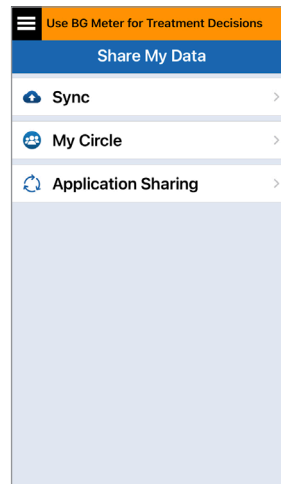 Use BG Meter for Treatment Decisions
Share My Data
Sync
My Circle
Application Sharing